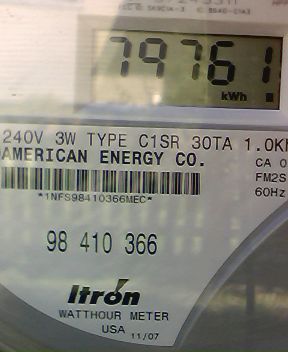 79761
kWh
240V 3W TYPE C1SR 30TA 1.0K
AMERICAN ENERGY CO.
CA 0
FM2S
60Hz
*1NFS98410366MEC*
98 410 366
Itron
WATTHOUR METER
USA 11/07